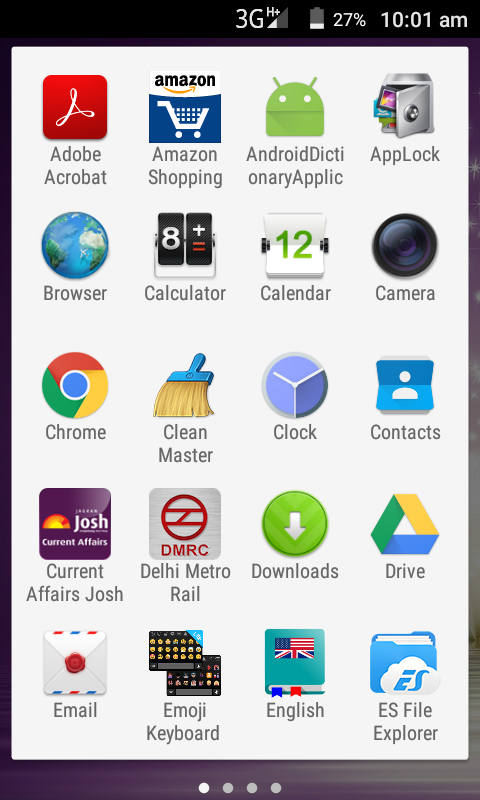 3G H+ 27% 10:01 am
amazon
Adobe Acrobat
Amazon Shopping
AndroidDicti onaryApplic
AppLock
8 + =
12
Browser
Calculator
Calendar
Camera
Chrome
Clean Master
Clock
Contacts
JAGRAN
Josh
Current Affairs
DMRC
Current Affairs Josh
Delhi Metro Rail
Downloads
Drive
ES
Email
Emoji Keyboard
English
ES File Explorer